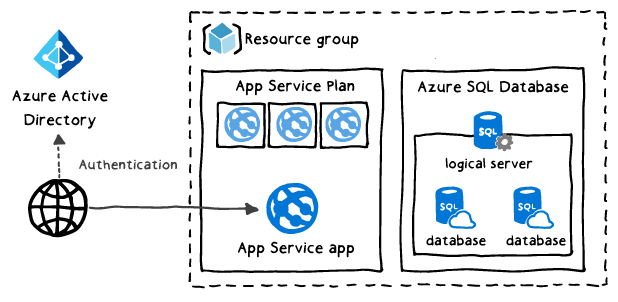 Resource group
Azure Active
Directory
Authentication
App Service Plan
App Service app
Azure SQL Database
SQL
logical server
SQL
SQL
database
database